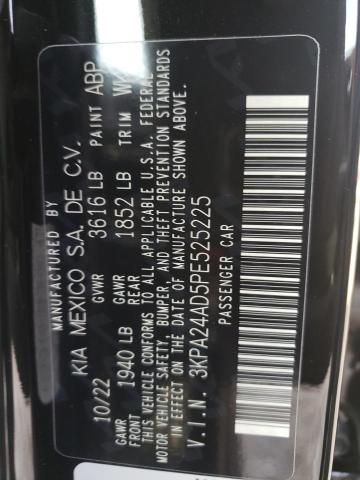 MANUFACTURED BY
KIA MEXICO S.A. DE C.V.
10/22 GVWR 3616 LB PAINT ABP
GAWR FRONT 1940 LB GAWR REAR 1852 LB TRIM
THIS VEHICLE CONFORMS TO ALL APPLICABLE U.S.A. FEDERAL
MOTOR VEHICLE SAFETY, BUMPER, AND THEFT PREVENTION STANDARDS
IN EFFECT ON THE DATE OF MANUFACTURE SHOWN ABOVE.
V.I.N. 3KPA24AD5PE525225
PASSENGER CAR